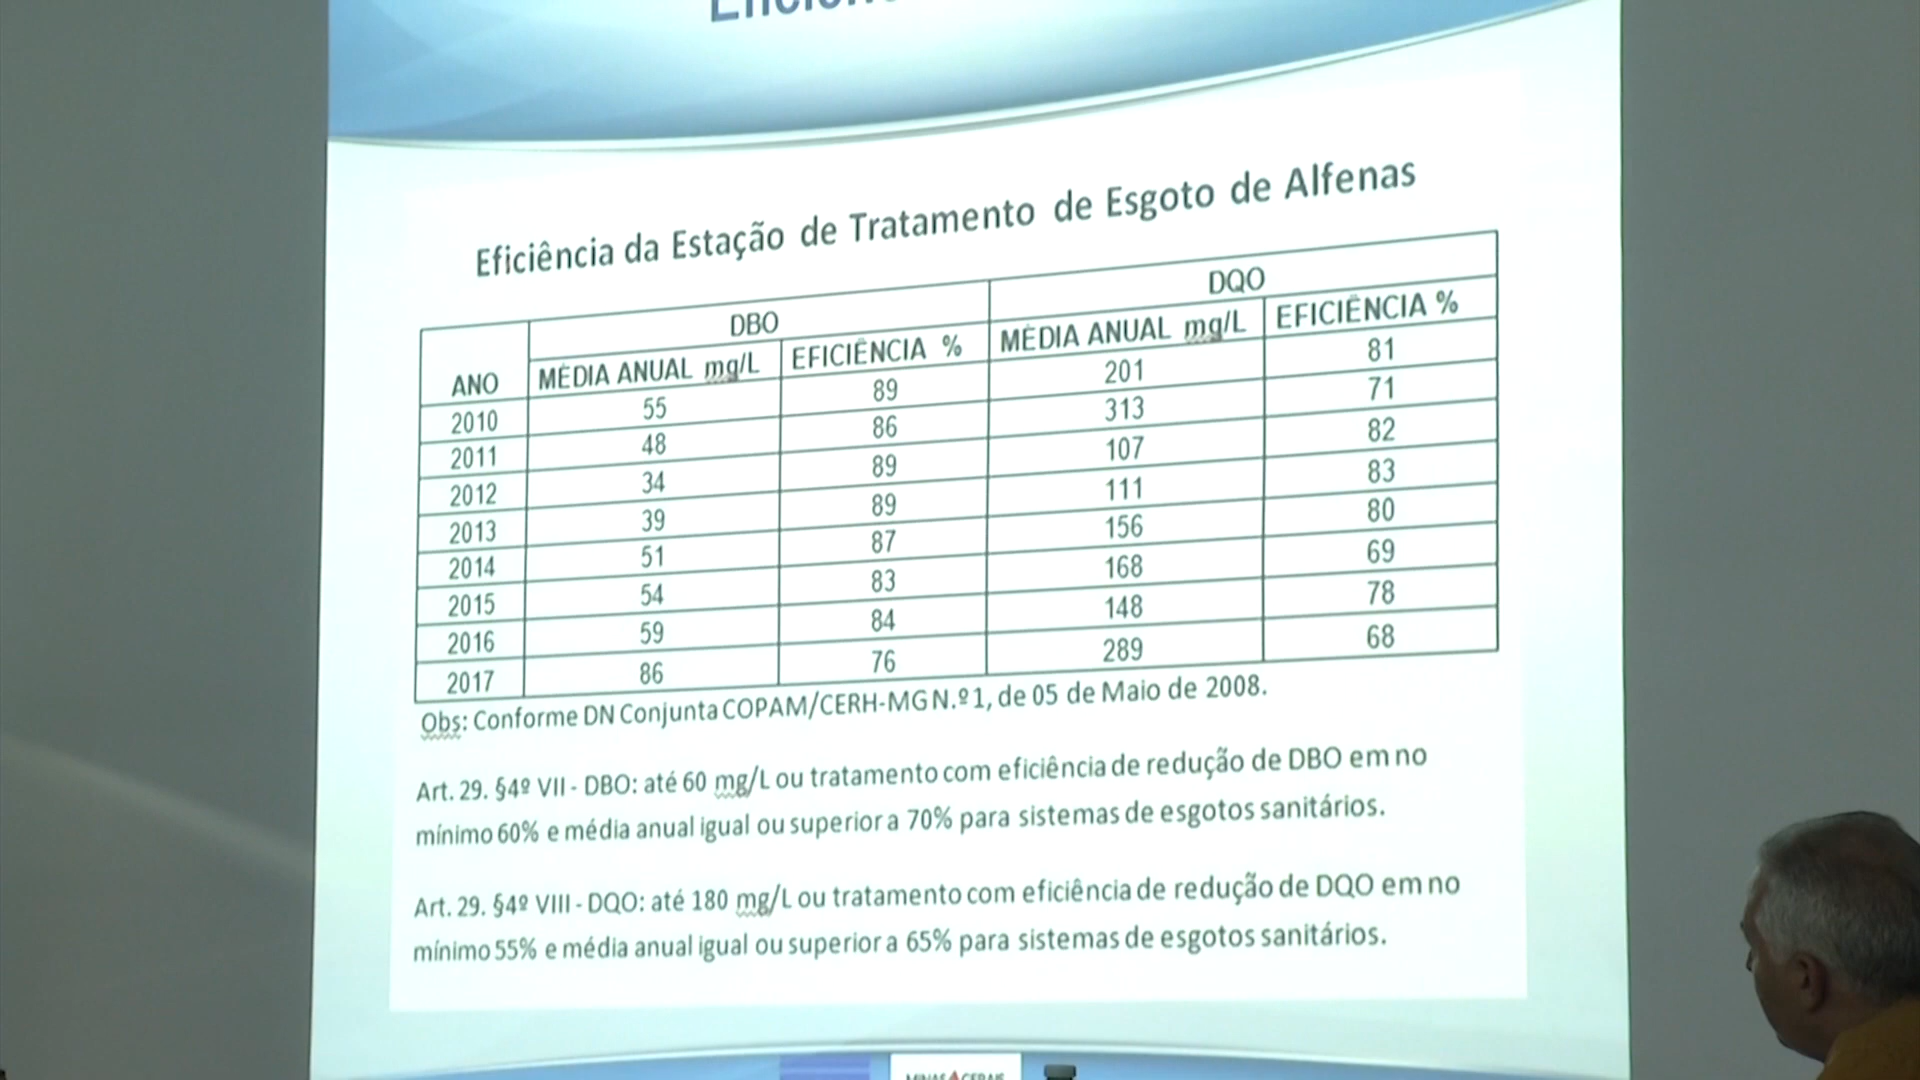 Eficiência da Estação de Tratamento de Esgoto de Alfenas
DBO DQO
ANO MÉDIA ANUAL mg/L EFICIÊNCIA % MÉDIA ANUAL mg/L EFICIÊNCIA %
2010 55 89 201 81
2011 48 86 313 71
2012 34 89 107 82
2013 39 89 111 83
2014 51 87 156 80
2015 54 83 168 69
2016 59 84 148 78
2017 86 76 289 68
Obs: Conforme DN Conjunta COPAM/CERH-MG N.º 1, de 05 de Maio de 2008.
Art. 29. §4º VII - DBO: até 60 mg/L ou tratamento com eficiência de redução de DBO em no
mínimo 60% e média anual igual ou superior a 70% para sistemas de esgotos sanitários.
Art. 29. §4º VIII - DQO: até 180 mg/L ou tratamento com eficiência de redução de DQO em no
mínimo 55% e média anual igual ou superior a 65% para sistemas de esgotos sanitários.